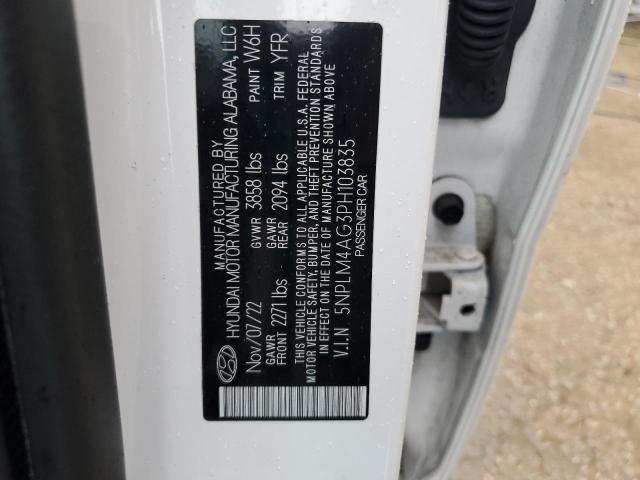 MANUFACTURED BY
HYUNDAI MOTOR MANUFACTURING ALABAMA, LLC
Nov/07/22 GVWR 3858 lbs PAINT W6H
GAWR FRONT 2271 lbs GAWR REAR 2094 lbs TRIM YFR
THIS VEHICLE CONFORMS TO ALL APPLICABLE U.S.A. FEDERAL
MOTOR VEHICLE SAFETY, BUMPER, AND THEFT PREVENTION STANDARDS
IN EFFECT ON THE DATE OF MANUFACTURE SHOWN ABOVE
V.I.N 5NPLM4AG3PH103835
PASSENGER CAR